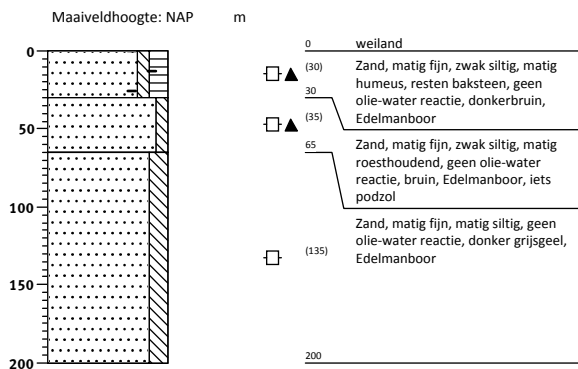 Maaiveldhoogte: NAP m
0
50
100
150
200
0 weiland
(30)
Zand, matig fijn, zwak siltig, matig
humeus, resten baksteen, geen
olie-water reactie, donkerbruin,
Edelmanboor
30
(35)
Zand, matig fijn, zwak siltig, matig
roesthoudend, geen olie-water
reactie, bruin, Edelmanboor, iets
podzol
65
(135)
Zand, matig fijn, matig siltig, geen
olie-water reactie, donker grijsgeel,
Edelmanboor
200